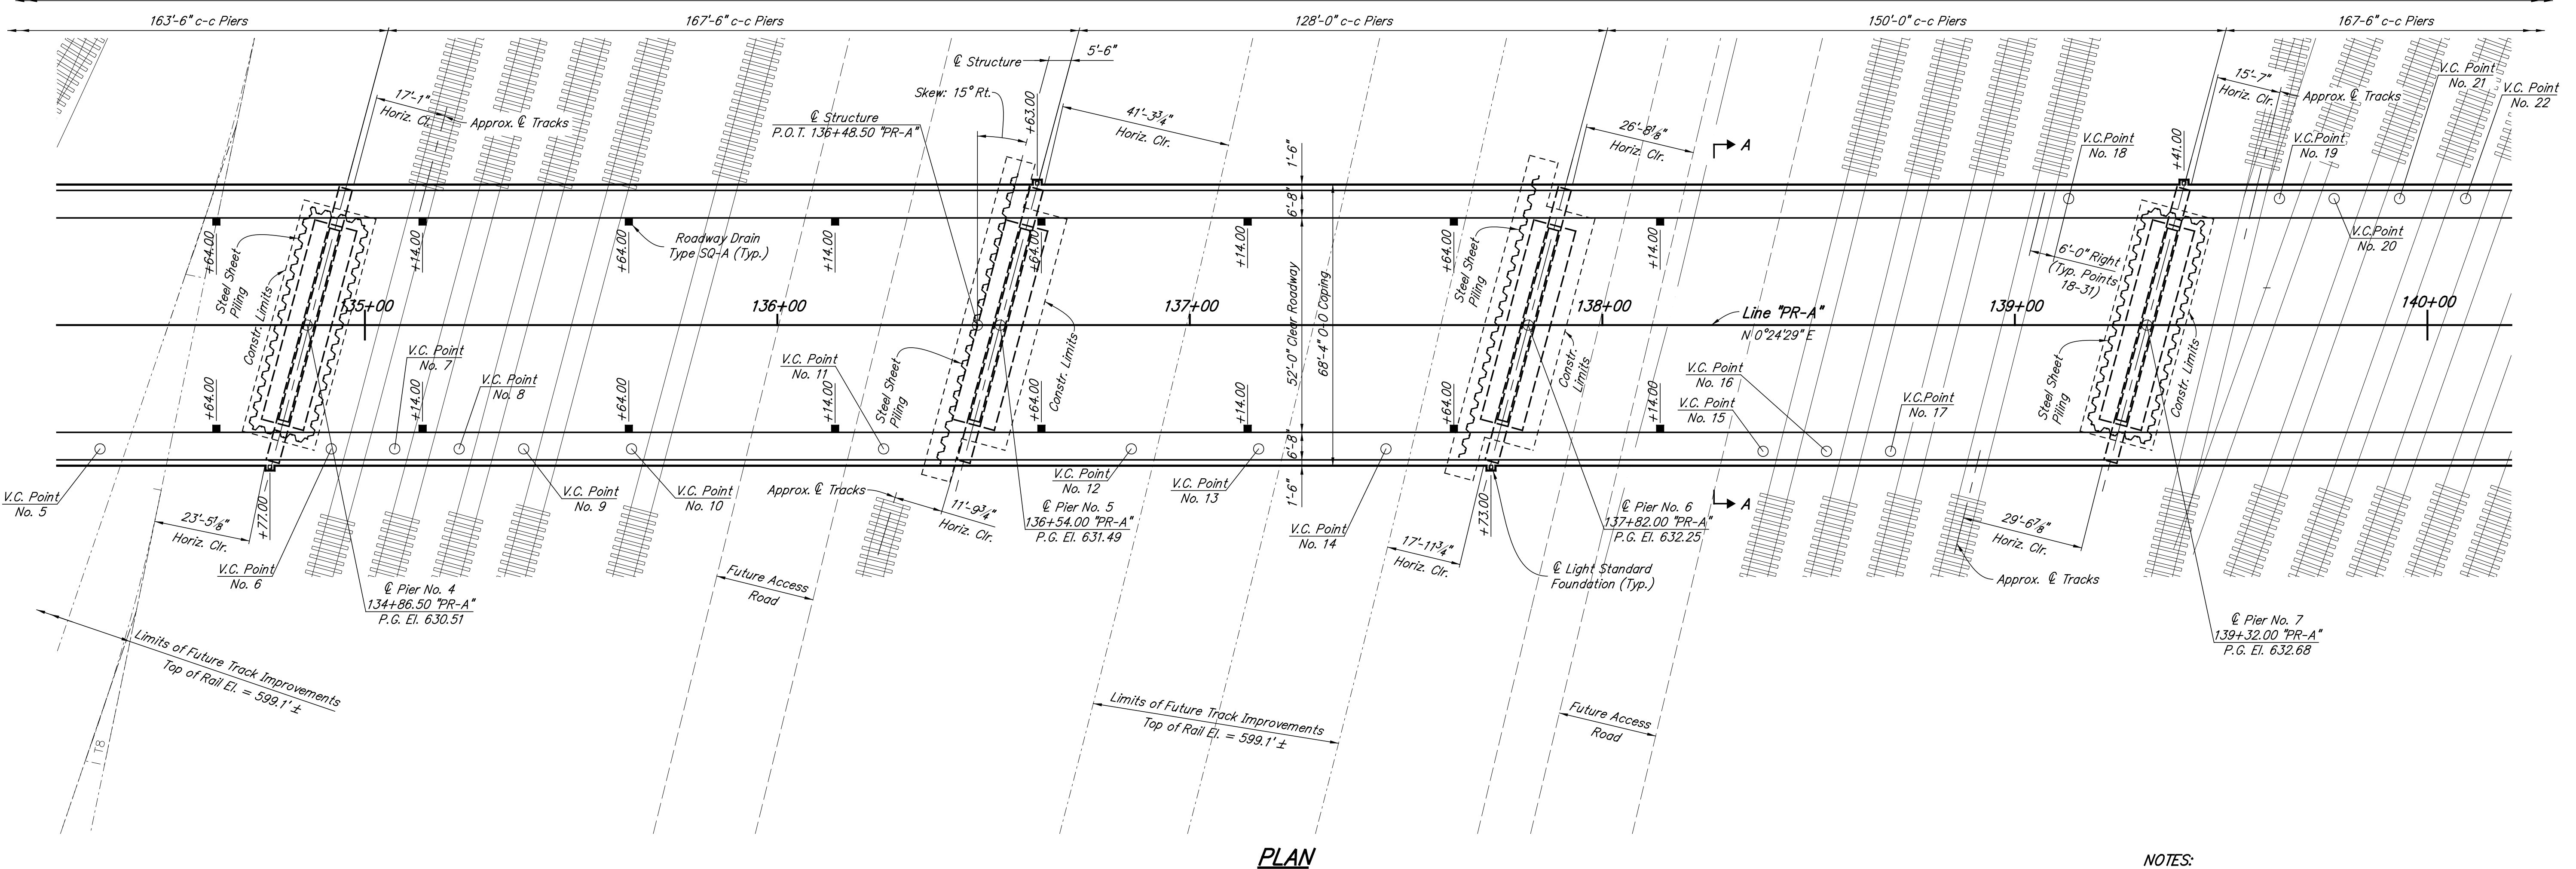 163'-6" c-c Piers
167'-6" c-c Piers
128'-0" c-c Piers
150'-0" c-c Piers
167-6" c-c Piers
℄ Structure
5'-6"
Skew: 15° Rt.
℄ Structure
P.O.T. 136+48.50 "PR-A"
+63.00
17'-1"
Horiz. Cl.
Approx. ℄ Tracks
41'-3¾"
Horiz. Clr.
26'-8⅛"
Horiz. Clr.
A
1'-6"
6'-8"
15'-7"
Horiz. Clr.
Approx. ℄ Tracks
V.C. Point
No. 21
V.C. Point
No. 22
V.C.Point
No. 18
V.C.Point
No. 19
V.C.Point
No. 20
+41.00
6'-0" Right
(Typ. Points
18-31)
+64.00
+14.00
+64.00
+14.00
+64.00
+14.00
+64.00
+14.00
Roadway Drain
Type SQ-A (Typ.)
Steel Sheet
Piling
Constr. Limits
Steel Sheet
Piling
135+00
136+00
137+00
138+00
139+00
140+00
Line "PR-A"
N 0°24'29" E
52'-0" Clear Roadway
68'-4" O-O Coping
Constr. Limits
Constr.
Limits
Steel Sheet
Piling
Constr. Limits
Steel Sheet
Piling
+64.00
+14.00
+64.00
+14.00
+64.00
+14.00
+64.00
+14.00
V.C. Point
No. 7
V.C. Point
No. 8
V.C. Point
No. 11
V.C. Point
No. 16
V.C. Point
No. 15
V.C.Point
No. 17
6'-8"
1'-6"
A
V.C. Point
No. 5
V.C. Point
No. 9
V.C. Point
No. 10
V.C. Point
No. 12
V.C. Point
No. 13
V.C. Point
No. 14
V.C. Point
No. 6
23'-5⅛"
Horiz. Clr.
+77.00
Approx. ℄ Tracks
11'-9¾"
Horiz. Clr.
℄ Pier No. 5
136+54.00 "PR-A"
P.G. El. 631.49
17'-11¾"
Horiz. Clr.
+73.00
℄ Pier No. 6
137+82.00 "PR-A"
P.G. El. 632.25
℄ Light Standard
Foundation (Typ.)
29'-6⅞"
Horiz. Clr.
Approx. ℄ Tracks
℄ Pier No. 4
134+86.50 "PR-A"
P.G. El. 630.51
℄ Pier No. 7
139+32.00 "PR-A"
P.G. El. 632.68
Future Access
Road
Limits of Future Track Improvements
Top of Rail El. = 599.1' ±
Limits of Future Track Improvements
Top of Rail El. = 599.1' ±
Future Access
Road
T8
PLAN
NOTES: